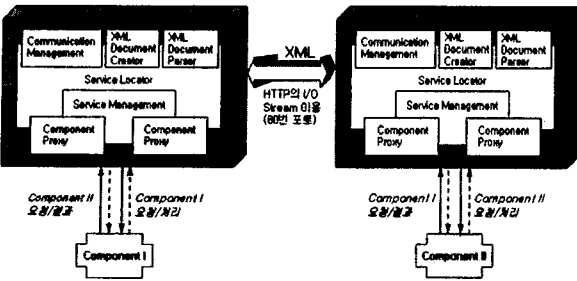 Communication
Management
XML
Document
Creator
XML
Document
Parser
Service Locator
Service Management
Component
Proxy
Component
Proxy
XML
HTTP의 I/O
Stream 이용
(80번 포트)
Communication
Management
XML
Document
Creator
XML
Document
Parser
Service Locator
Service Management
Component
Proxy
Component
Proxy
Component II
요청/결과
Component I
요청/처리
Component I
요청/결과
Component II
요청/처리
Component I
Component II